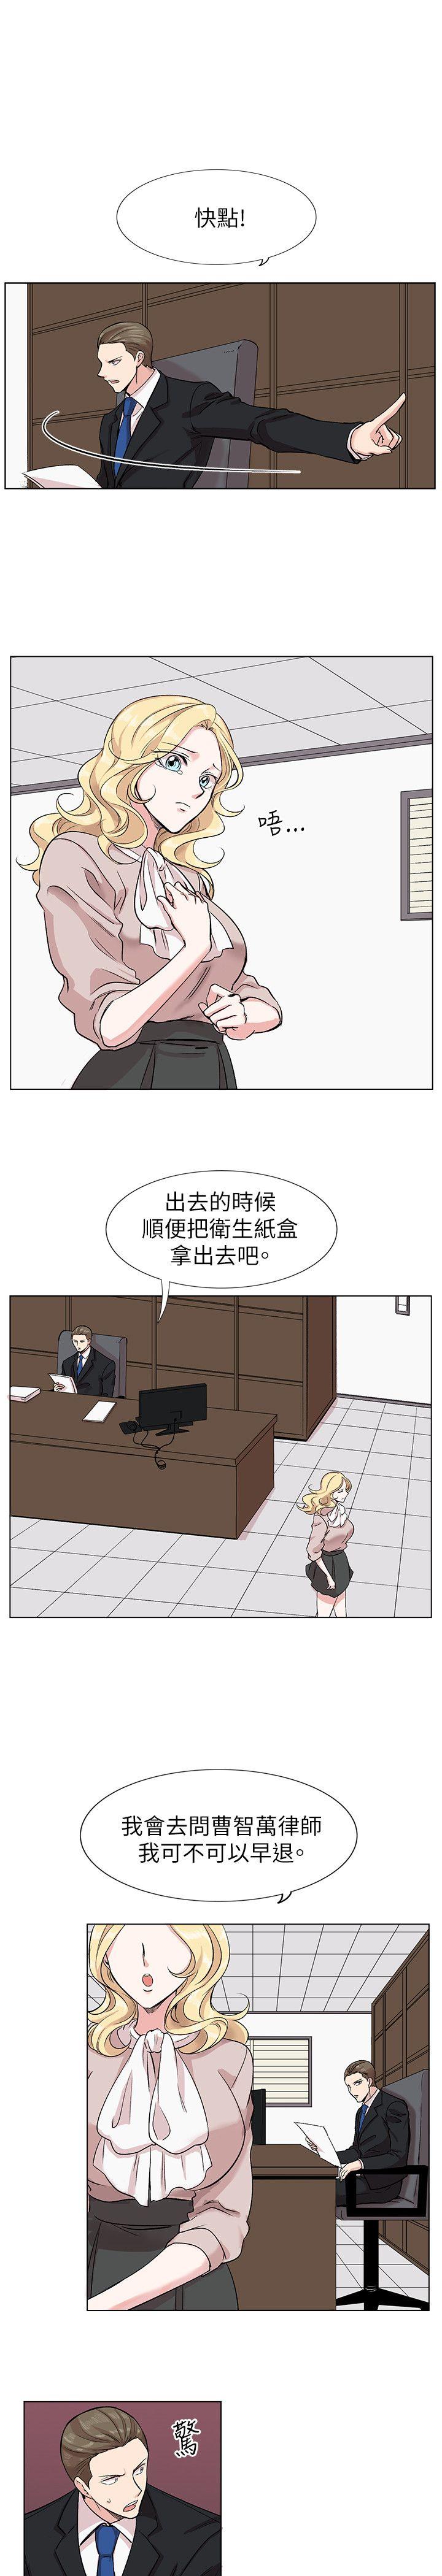 快點!
唔…
出去的時候
順便把衛生紙盒
拿出去吧。
我會去問曹智萬律師
我可不可以早退。
驚